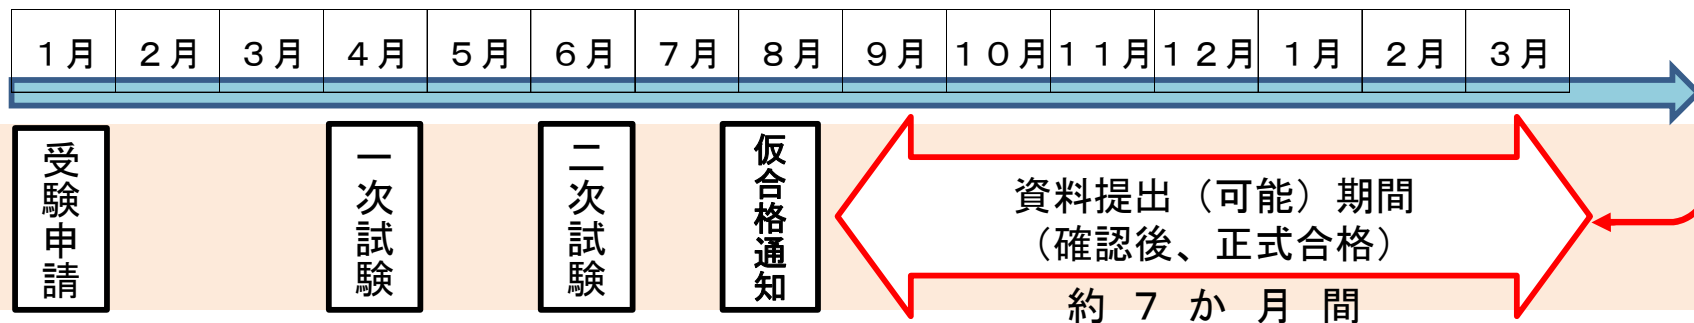 １月 ２月 ３月 ４月 ５月 ６月 ７月 ８月 ９月 １０月 １１月 １２月 １月 ２月 ３月
受験申請
一次試験
二次試験
仮合格通知
資料提出（可能）期間
（確認後、正式合格）
約７か月間